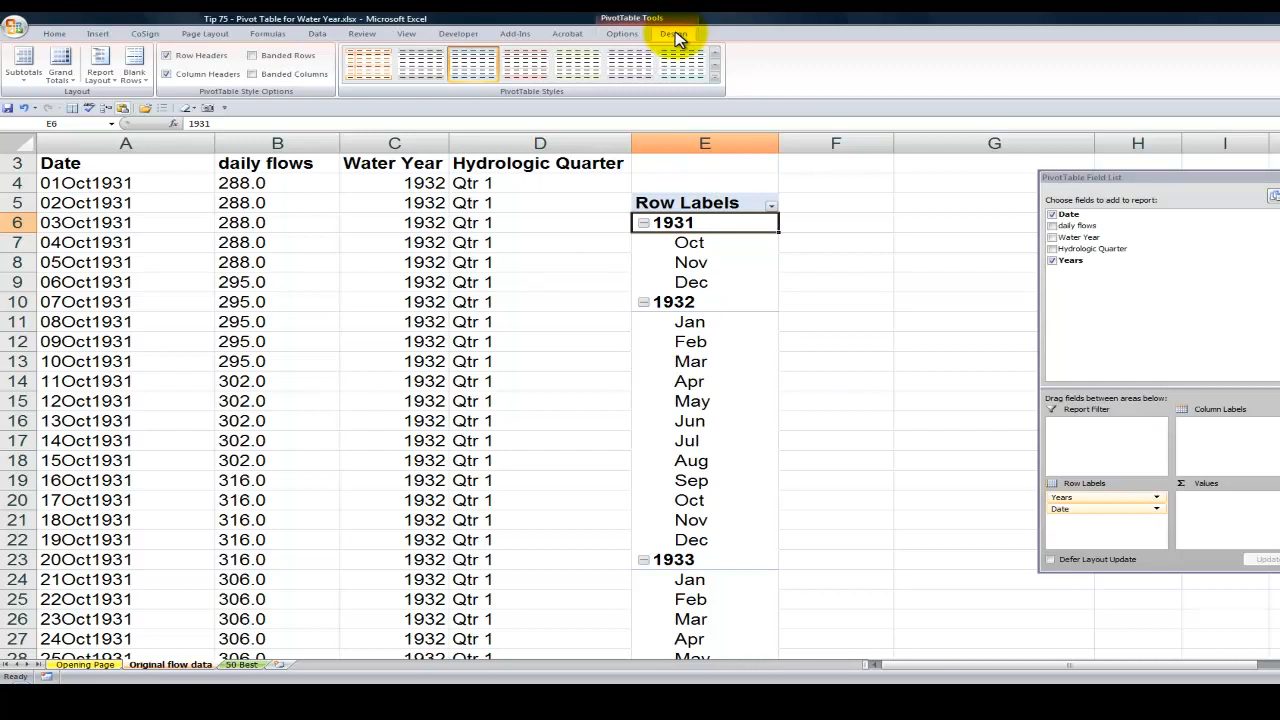 Tip 75 - Pivot Table for Water Year.xlsx - Microsoft Excel
PivotTable Tools
Home Insert CoSign Page Layout Formulas Data Review View Developer Add-Ins Acrobat Options Design
Subtotals Grand Totals Report Layout Blank Rows
Layout
Row Headers Banded Rows
Column Headers Banded Columns
PivotTable Style Options
PivotTable Styles
E6 fx 1931
A B C D E F G H I
3 Date daily flows Water Year Hydrologic Quarter
4 01Oct1931 288.0 1932 Qtr 1
5 02Oct1931 288.0 1932 Qtr 1 Row Labels
6 03Oct1931 288.0 1932 Qtr 1 1931
7 04Oct1931 288.0 1932 Qtr 1 Oct
8 05Oct1931 288.0 1932 Qtr 1 Nov
9 06Oct1931 295.0 1932 Qtr 1 Dec
10 07Oct1931 295.0 1932 Qtr 1 1932
11 08Oct1931 295.0 1932 Qtr 1 Jan
12 09Oct1931 295.0 1932 Qtr 1 Feb
13 10Oct1931 295.0 1932 Qtr 1 Mar
14 11Oct1931 302.0 1932 Qtr 1 Apr
15 12Oct1931 302.0 1932 Qtr 1 May
16 13Oct1931 302.0 1932 Qtr 1 Jun
17 14Oct1931 302.0 1932 Qtr 1 Jul
18 15Oct1931 302.0 1932 Qtr 1 Aug
19 16Oct1931 316.0 1932 Qtr 1 Sep
20 17Oct1931 316.0 1932 Qtr 1 Oct
21 18Oct1931 316.0 1932 Qtr 1 Nov
22 19Oct1931 316.0 1932 Qtr 1 Dec
23 20Oct1931 316.0 1932 Qtr 1 1933
24 21Oct1931 306.0 1932 Qtr 1 Jan
25 22Oct1931 306.0 1932 Qtr 1 Feb
26 23Oct1931 306.0 1932 Qtr 1 Mar
27 24Oct1931 306.0 1932 Qtr 1 Apr
28 25Oct1931 306.0 1932 Qtr 1 May
PivotTable Field List
Choose fields to add to report:
Date
daily flows
Water Year
Hydrologic Quarter
Years
Drag fields between areas below:
Report Filter Column Labels
Row Labels Σ Values
Years
Date
Defer Layout Update Update
Opening Page Original flow data 50 Best
Ready